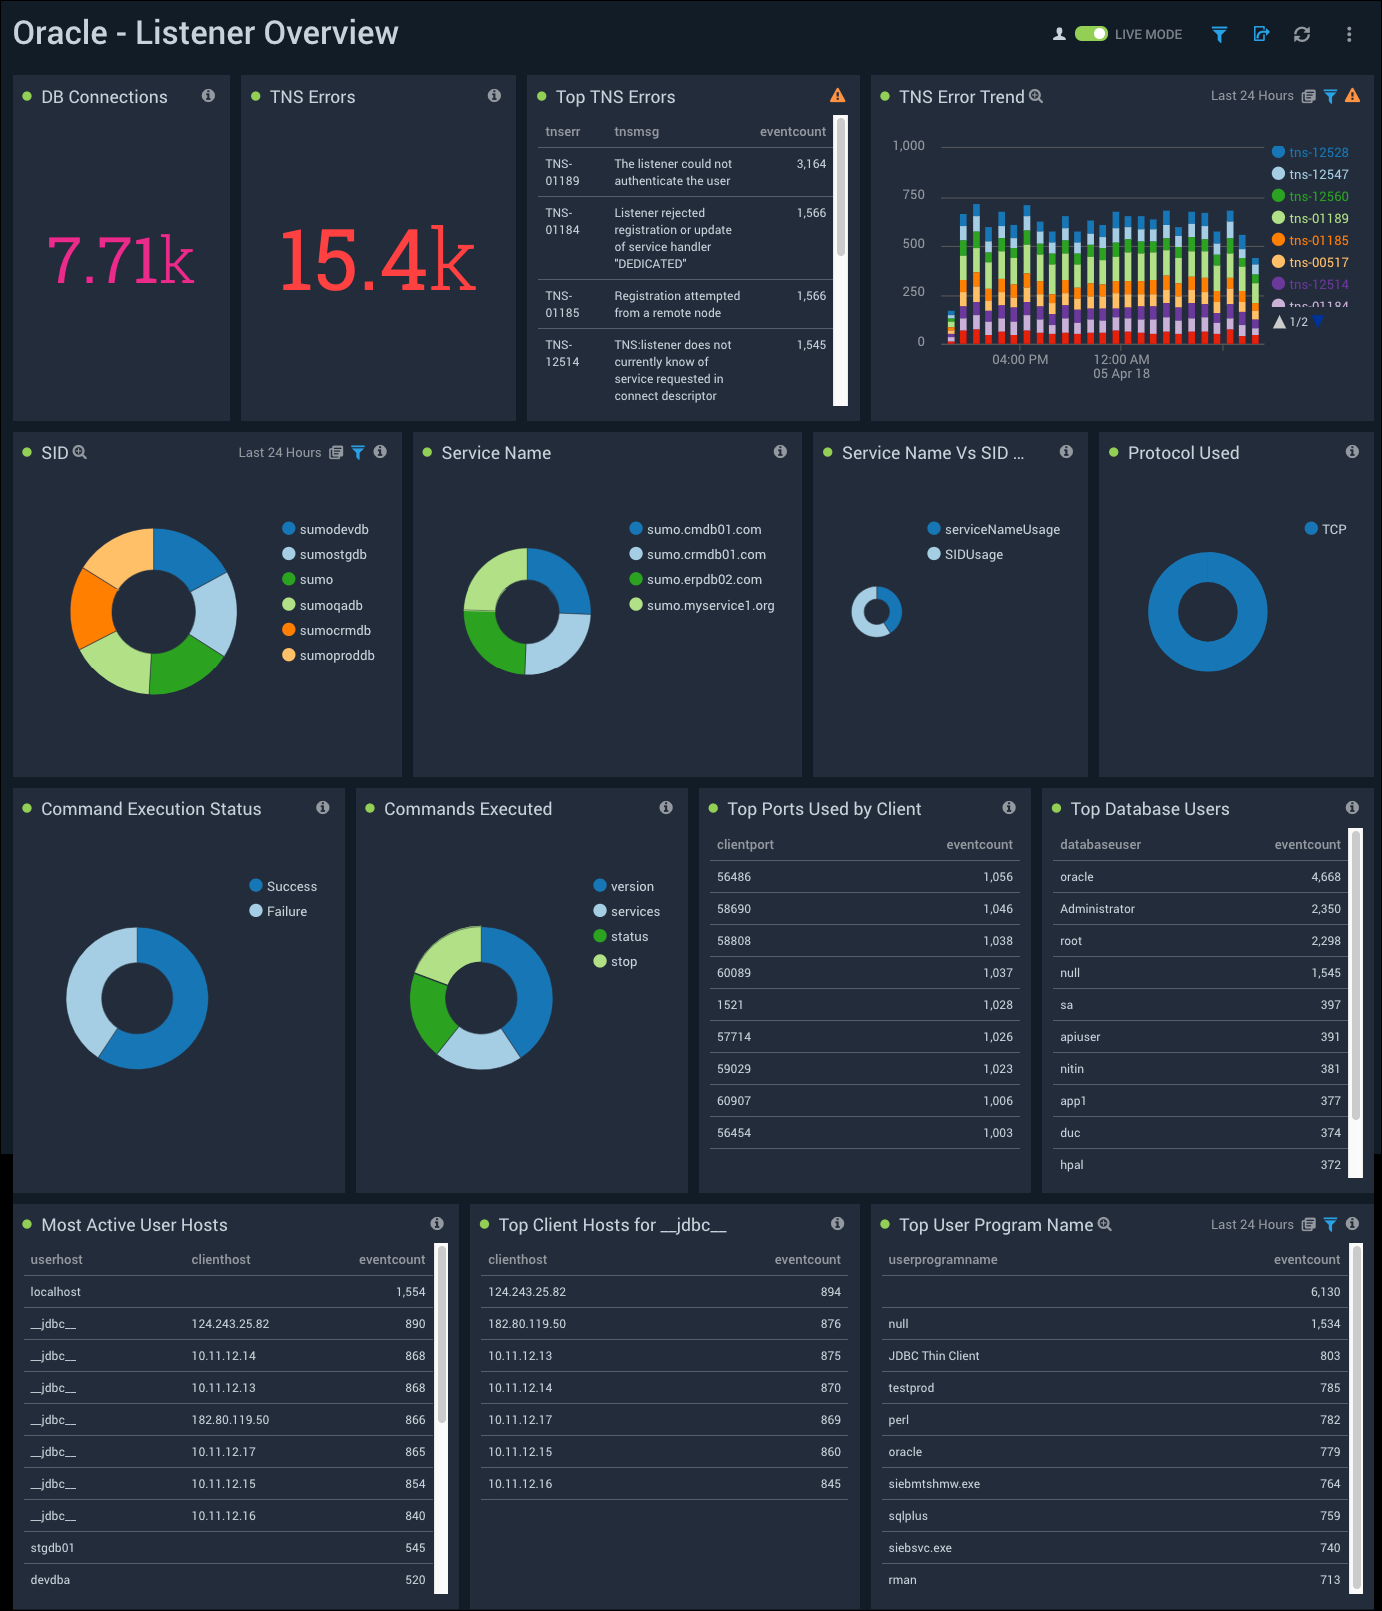 Oracle - Listener Overview
LIVE MODE
DB Connections
7.71k
TNS Errors
15.4k
Top TNS Errors
tnserr tnsmsg eventcount
TNS- The listener could not 3,164
01189 authenticate the user
TNS- Listener rejected 1,566
01184 registration or update
of service handler
"DEDICATED"
TNS- Registration attempted 1,566
01185 from a remote node
TNS- TNS:listener does not 1,545
12514 currently know of
service requested in
connect descriptor
TNS Error Trend
Last 24 Hours
1,000
750
500
250
0
04:00 PM 12:00 AM
05 Apr 18
tns-12528
tns-12547
tns-12560
tns-01189
tns-01185
tns-00517
tns-12514
tns-01184
1/2
SID
Last 24 Hours
sumodevdb
sumostgdb
sumo
sumoqadb
sumocrmdb
sumoproddb
Service Name
sumo.cmdb01.com
sumo.crmdb01.com
sumo.erpdb02.com
sumo.myservice1.org
Service Name Vs SID ...
serviceNameUsage
SIDUsage
Protocol Used
TCP
Command Execution Status
Success
Failure
Commands Executed
version
services
status
stop
Top Ports Used by Client
clientport eventcount
56486 1,056
58690 1,046
58808 1,038
60089 1,037
1521 1,028
57714 1,026
59029 1,023
60907 1,006
56454 1,003
Top Database Users
databaseuser eventcount
oracle 4,668
Administrator 2,350
root 2,298
null 1,545
sa 397
apiuser 391
nitin 381
app1 377
duc 374
hpal 372
Most Active User Hosts
userhost clienthost eventcount
localhost 1,554
__jdbc__ 124.243.25.82 890
__jdbc__ 10.11.12.14 868
__jdbc__ 10.11.12.13 868
__jdbc__ 182.80.119.50 866
__jdbc__ 10.11.12.17 865
__jdbc__ 10.11.12.15 854
__jdbc__ 10.11.12.16 840
stgdb01 545
devdba 520
Top Client Hosts for __jdbc__
clienthost eventcount
124.243.25.82 894
182.80.119.50 876
10.11.12.13 875
10.11.12.14 870
10.11.12.17 869
10.11.12.15 860
10.11.12.16 845
Top User Program Name
Last 24 Hours
userprogramname eventcount
6,130
null 1,534
JDBC Thin Client 803
testprod 785
perl 782
oracle 779
siebmtshmw.exe 764
sqlplus 759
siebsvc.exe 740
rman 713